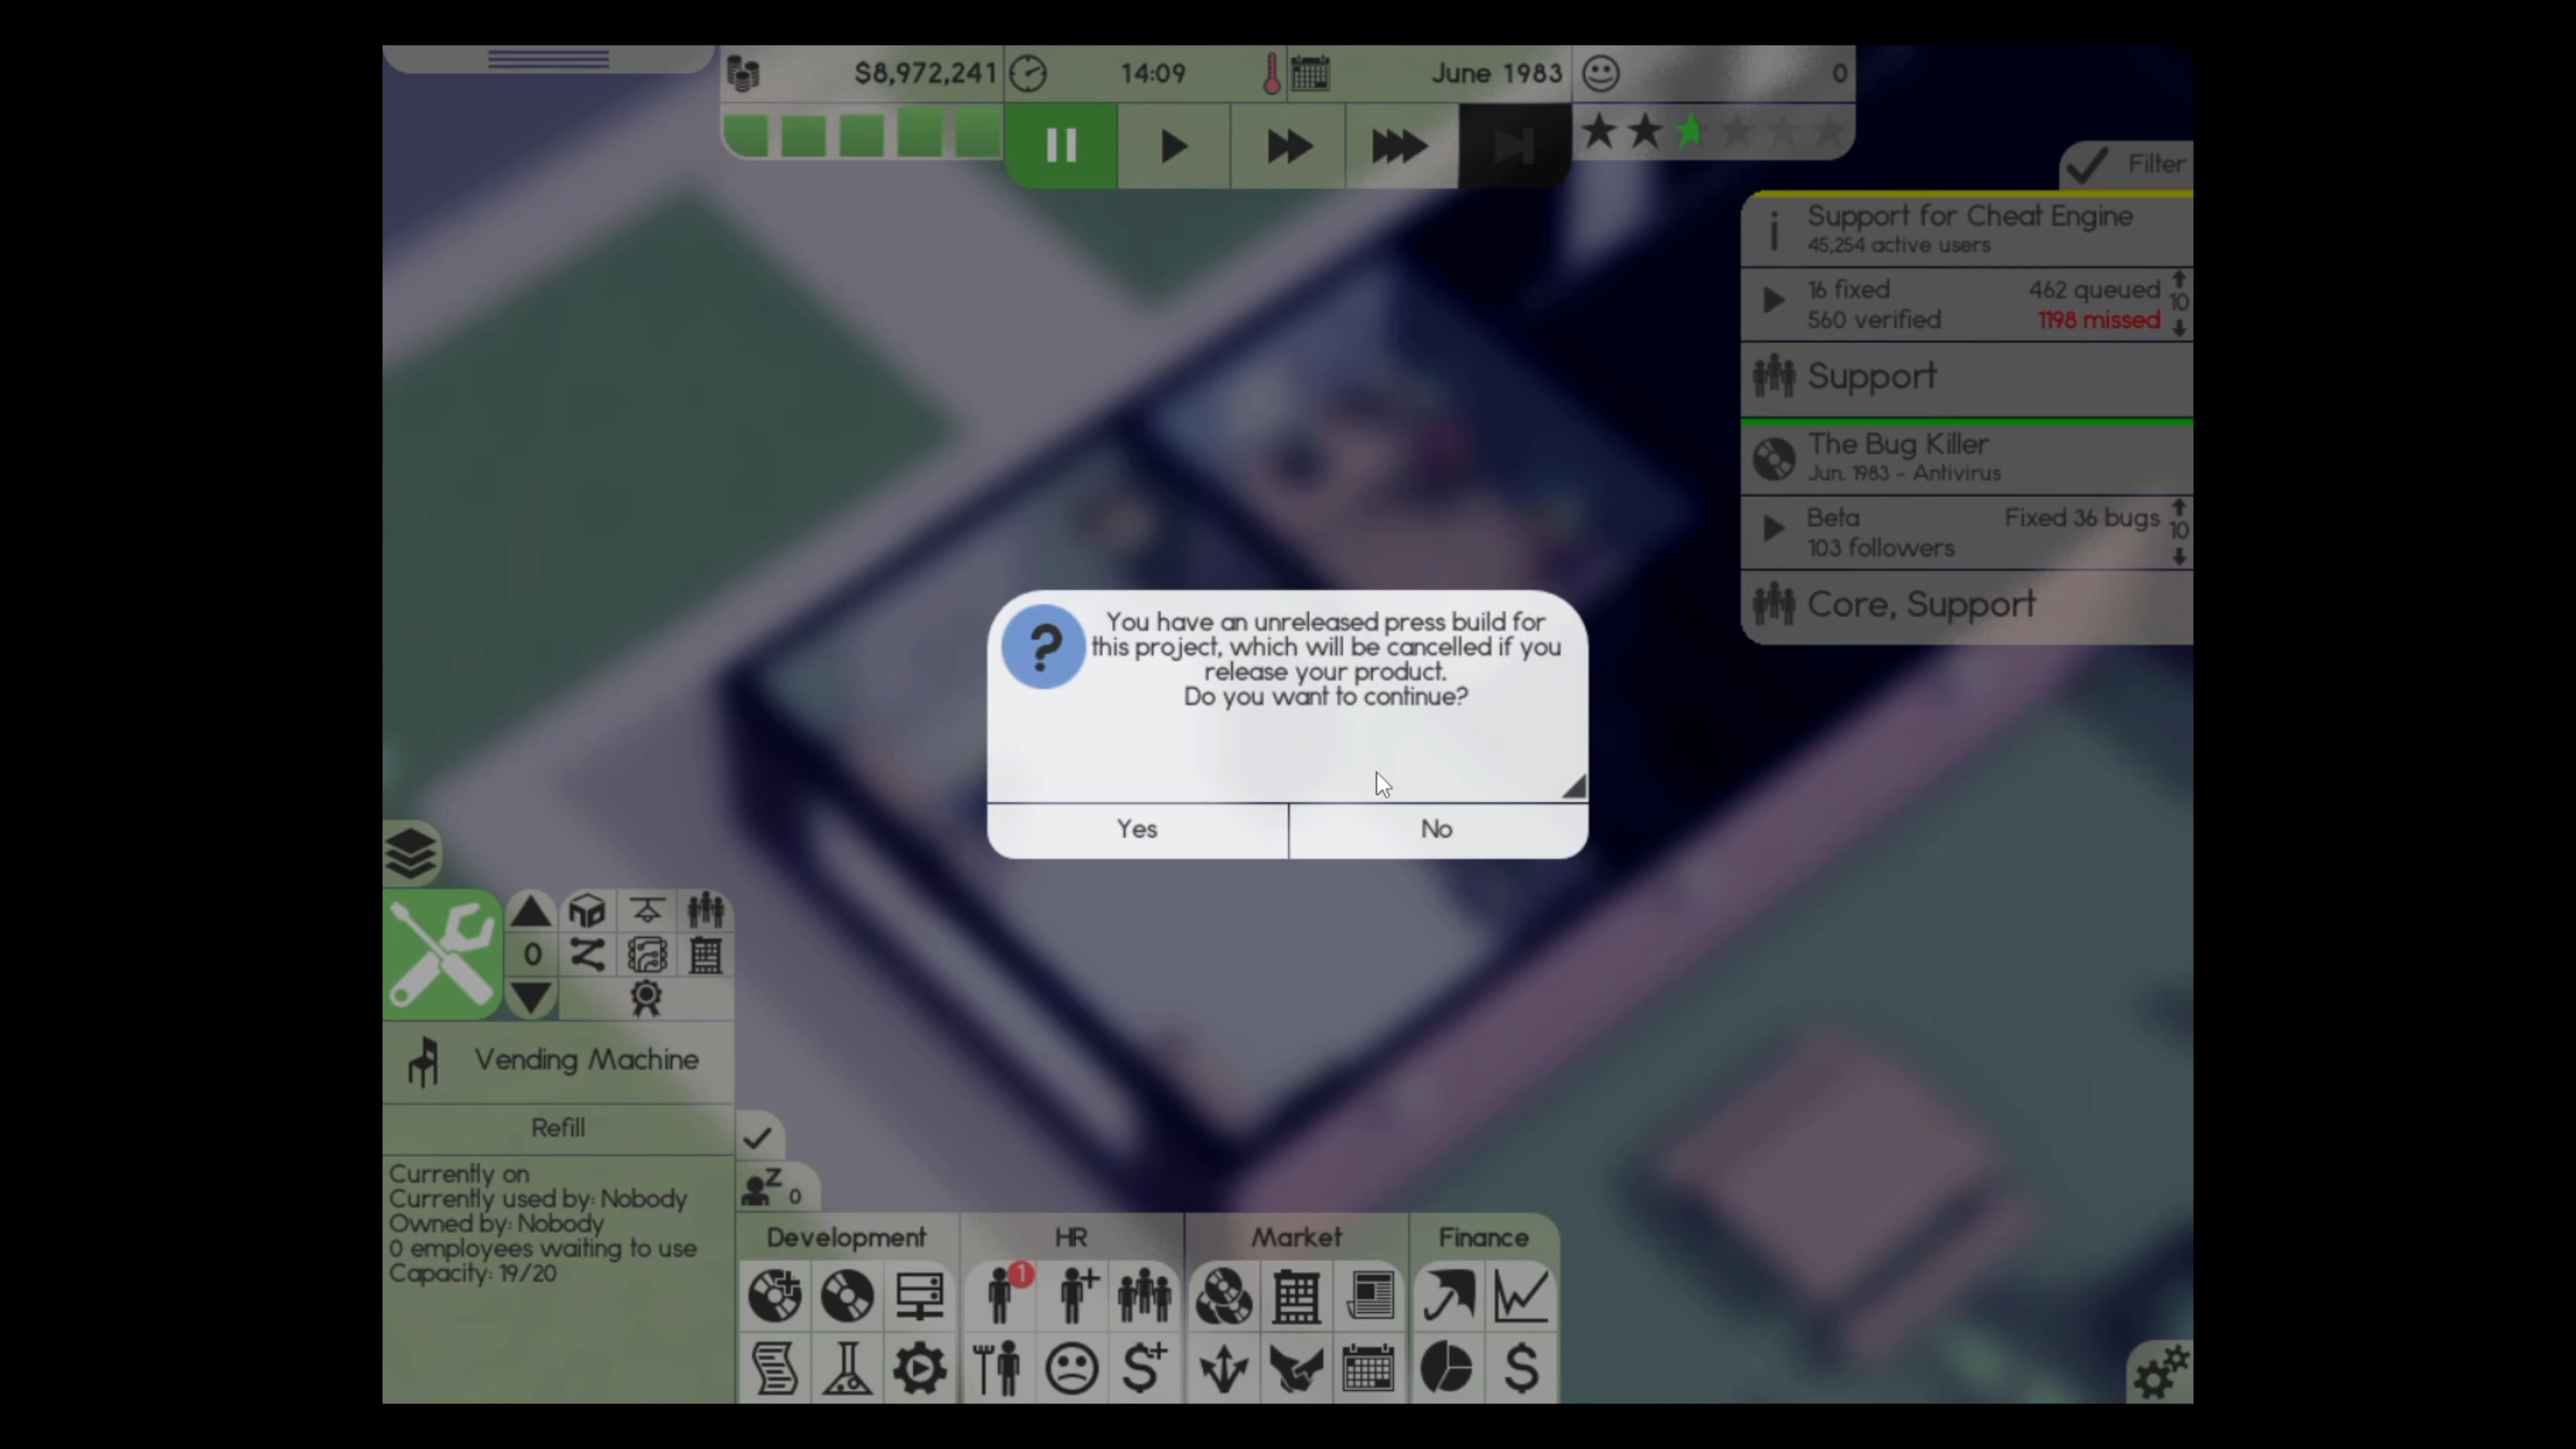 $8,972,241
14:09
June 1983
0
Filter
Support for Cheat Engine
45,254 active users
16 fixed
462 queued
10
560 verified
1198 missed
Support
The Bug Killer
Jun. 1983 - Antivirus
Beta
Fixed 36 bugs
10
103 followers
Core, Support
You have an unreleased press build for
this project, which will be cancelled if you
release your product.
Do you want to continue?
Yes
No
0
Vending Machine
Refill
Currently on
Currently used by: Nobody
Owned by: Nobody
0 employees waiting to use
Capacity: 19/20
Z
0
Development
HR
Market
Finance
1